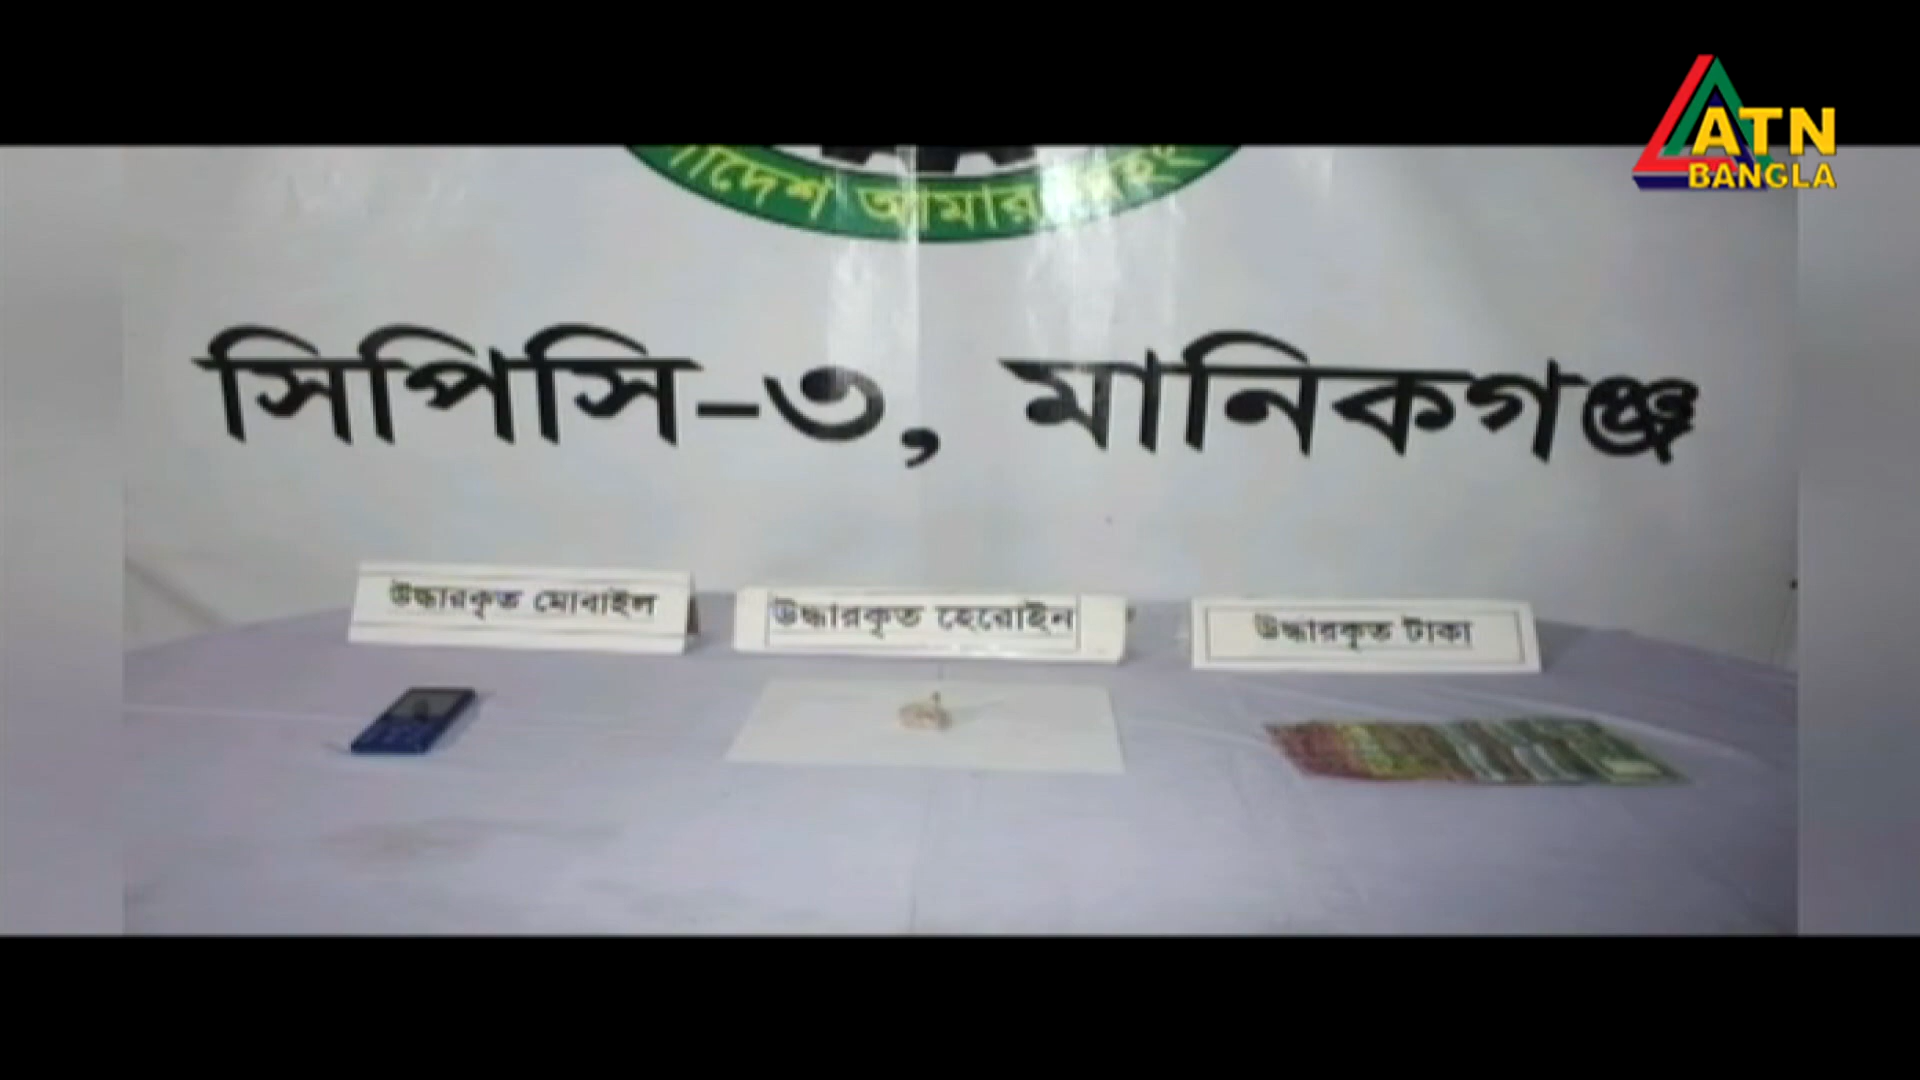 ATN
BANGLA
আমার
সিপিসি-৩, মানিকগঞ্জ
উদ্ধারকৃত মোবাইল
উদ্ধারকৃত হেরোইন
উদ্ধারকৃত টাকা